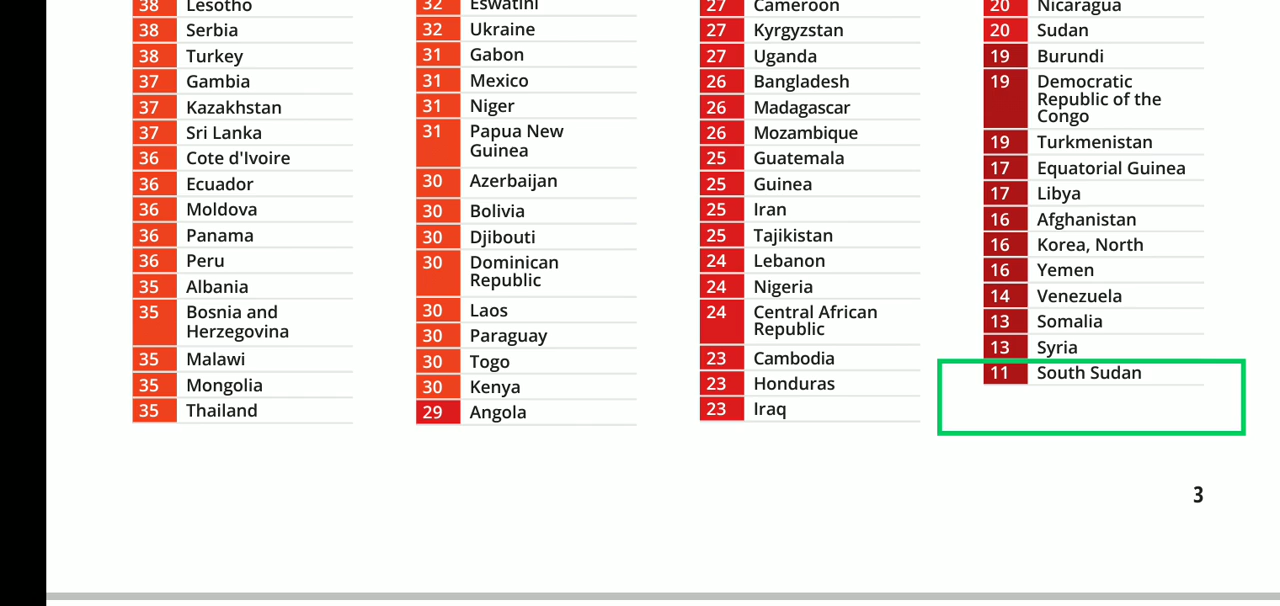 38 Lesotho
38 Serbia
38 Turkey
37 Gambia
37 Kazakhstan
37 Sri Lanka
36 Cote d'Ivoire
36 Ecuador
36 Moldova
36 Panama
36 Peru
35 Albania
35 Bosnia and
Herzegovina
35 Malawi
35 Mongolia
35 Thailand
32 Eswatini
32 Ukraine
31 Gabon
31 Mexico
31 Niger
31 Papua New
Guinea
30 Azerbaijan
30 Bolivia
30 Djibouti
30 Dominican
Republic
30 Laos
30 Paraguay
30 Togo
30 Kenya
29 Angola
27 Cameroon
27 Kyrgyzstan
27 Uganda
26 Bangladesh
26 Madagascar
26 Mozambique
25 Guatemala
25 Guinea
25 Iran
25 Tajikistan
24 Lebanon
24 Nigeria
24 Central African
Republic
23 Cambodia
23 Honduras
23 Iraq
20 Nicaragua
20 Sudan
19 Burundi
19 Democratic
Republic of the
Congo
19 Turkmenistan
17 Equatorial Guinea
17 Libya
16 Afghanistan
16 Korea, North
16 Yemen
14 Venezuela
13 Somalia
13 Syria
11 South Sudan
3